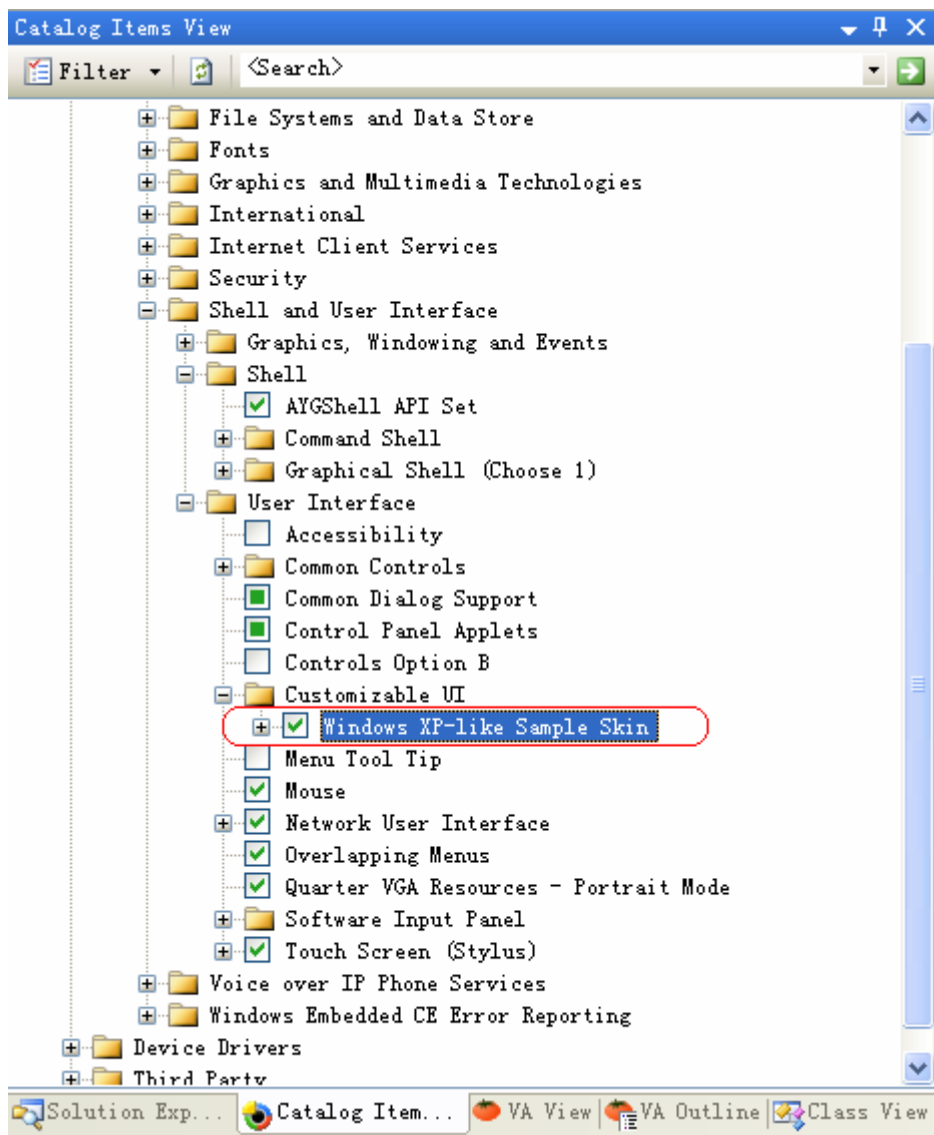 Catalog Items View
Filter <Search>
File Systems and Data Store
Fonts
Graphics and Multimedia Technologies
International
Internet Client Services
Security
Shell and User Interface
Graphics, Windowing and Events
Shell
AYGShell API Set
Command Shell
Graphical Shell (Choose 1)
User Interface
Accessibility
Common Controls
Common Dialog Support
Control Panel Applets
Controls Option B
Customizable UI
Windows XP-like Sample Skin
Menu Tool Tip
Mouse
Network User Interface
Overlapping Menus
Quarter VGA Resources - Portrait Mode
Software Input Panel
Touch Screen (Stylus)
Voice over IP Phone Services
Windows Embedded CE Error Reporting
Device Drivers
Third Party
Solution Exp... Catalog Item... VA View VA Outline Class View